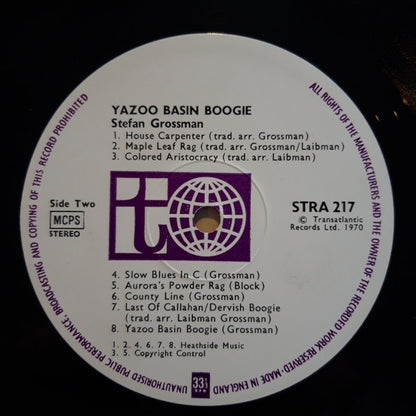 YAZOO BASIN BOOGIE
Stefan Grossman
1. House Carpenter (trad. arr. Grossman)
2. Maple Leaf Rag (trad. arr. Grossman/Laibman)
3. Colored Aristocracy (trad. arr. Laibman)
Side Two
MCPS
STEREO
it
STRA 217
© Transatlantic
Records Ltd. 1970
4. Slow Blues In C (Grossman)
5. Aurora's Powder Rag (Block)
6. County Line (Grossman)
7. Last Of Callahan/Dervish Boogie
(trad. arr. Laibman Grossman)
8. Yazoo Basin Boogie (Grossman)
1. 2. 4. 6. 7. 8. Heathside Music
3. 5. Copyright Control
33⅓
RPM
ALL RIGHTS OF THE MANUFACTURERS AND THE OWNER OF THE RECORDED WORK RESERVED-MADE IN ENGLAND
UNAUTHORISED PUBLIC PERFORMANCE, BROADCASTING AND COPYING OF THIS RECORD PROHIBITED